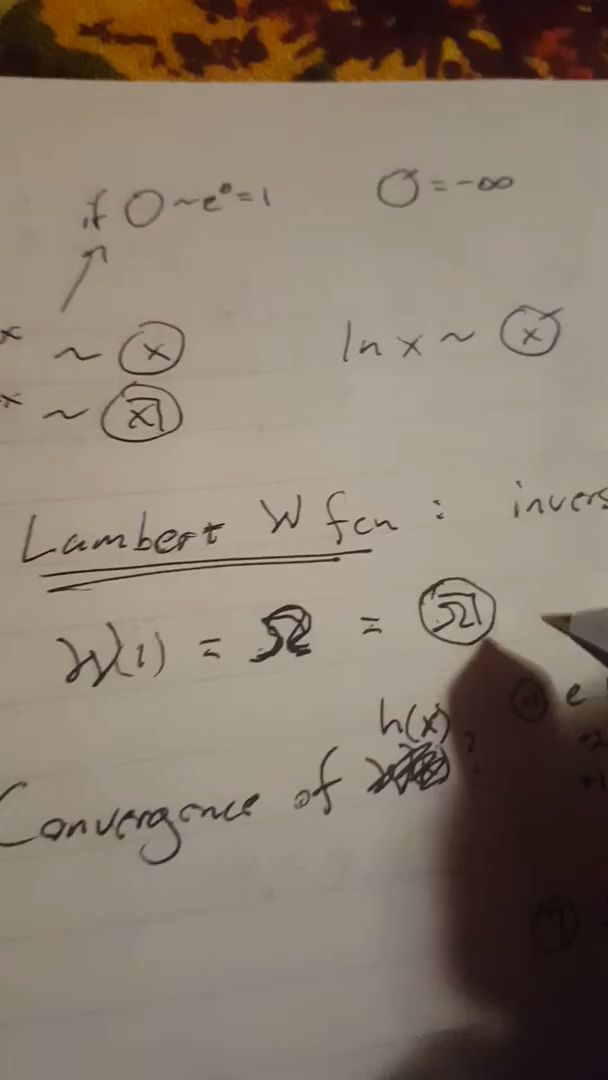 if O ~ e⁰ = 1    O = -∞
x ~ ⓧ    ln x ~ ⓧ
x ~
Lambert W fcn : invers
W(1) = Ω = Ω
h(x)
Convergence of ?
e